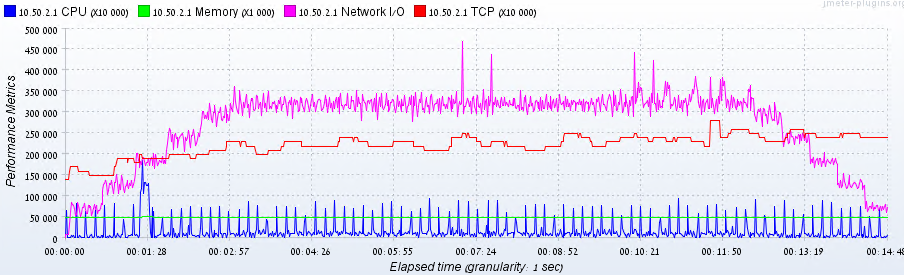 10.50.2.1 CPU (X10 000) 10.50.2.1 Memory (X1 000) 10.50.2.1 Network I/O 10.50.2.1 TCP (X10 000)
jmeter-plugins.org
500 000
450 000
400 000
350 000
300 000
250 000
200 000
150 000
100 000
50 000
0
Performance Metrics
00:00:00 00:01:28 00:02:57 00:04:26 00:05:55 00:07:24 00:08:52 00:10:21 00:11:50 00:13:19 00:14:48
Elapsed time (granularity: 1 sec)